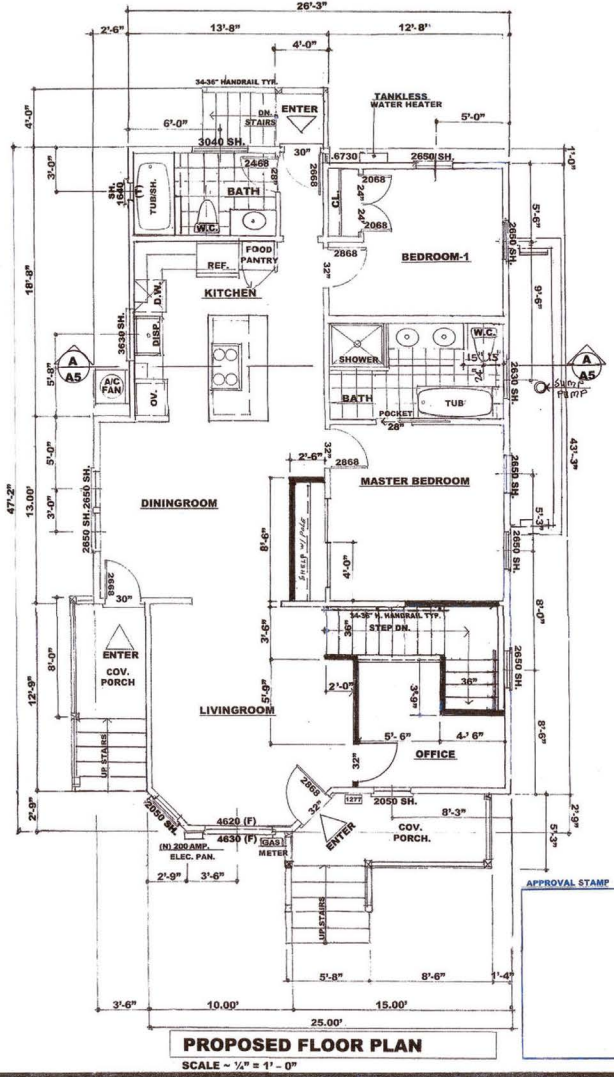 26'-3"
2'-6" 13'-8" 12'-8'
4'-0"
34-36" HANDRAIL TYP.
4'-0"
DN.
STAIRS
ENTER
TANKLESS
WATER HEATER
6'-0"
5'-0"
3040 SH.
30"
6730
2650/SH.
1'-0"
3'-0"
SH.
1640
(T)
TUB/SH.
2468
28"
BATH
W.C.
2668
CL.
2068
24"
24"
2068
5'-6"
2650 SH.
FOOD
PANTRY
REF.
2868
32"
BEDROOM-1
18'-8"
D.W.
KITCHEN
9'-6"
3630 SH.
DISP.
SHOWER
W.C.
15"
15"
24"
A
A5
5'-8"
A/C
FAN
OV.
BATH
TUB
2630 SH.
A
A5
SUMP
PUMP
POCKET
28"
43'-3"
5'-0"
32"
2868
2'-6"
MASTER BEDROOM
47'-2"
13.00'
3'-0"
2650 SH.
2650 SH.
DININGROOM
8'-6"
SHELF W/ POLE
4'-0"
2650 SH.
5'-3"
2650 SH.
2668
30"
8'-0"
8'-0"
ENTER
COV.
PORCH
3'-6"
34-36" H. HANDRAIL TYP.
STEP DN.
36"
2650 SH.
12'-9"
5'-9"
2'-0"
3'-9"
36"
LIVINGROOM
5'- 6"
4-' 6"
8'-6"
UP STAIRS
32"
OFFICE
2868
32"
1277
2050 SH.
2'-9"
2050 SH.
4620 (F)
4630 (F)
GAS
METER
ENTER
COV.
PORCH.
8'-3"
5'-3"
2'-9"
(N) 200 AMP.
ELEC. PAN.
2'-9"
3'-6"
UP STAIRS
APPROVAL STAMP
5'-8"
8'-6"
1'-4"
3'-6"
10.00'
15.00'
25.00'
PROPOSED FLOOR PLAN
SCALE ~ ¼" = 1' - 0"